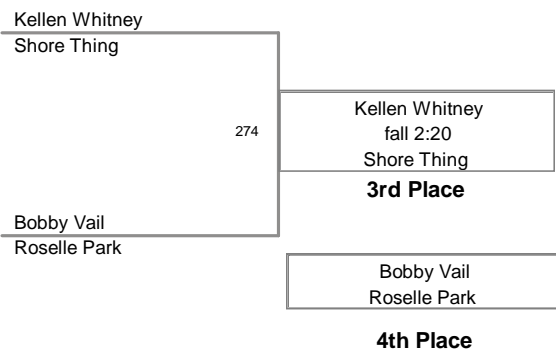 Kellen Whitney
Shore Thing
274
Kellen Whitney
fall 2:20
Shore Thing
3rd Place
Bobby Vail
Roselle Park
Bobby Vail
Roselle Park
4th Place